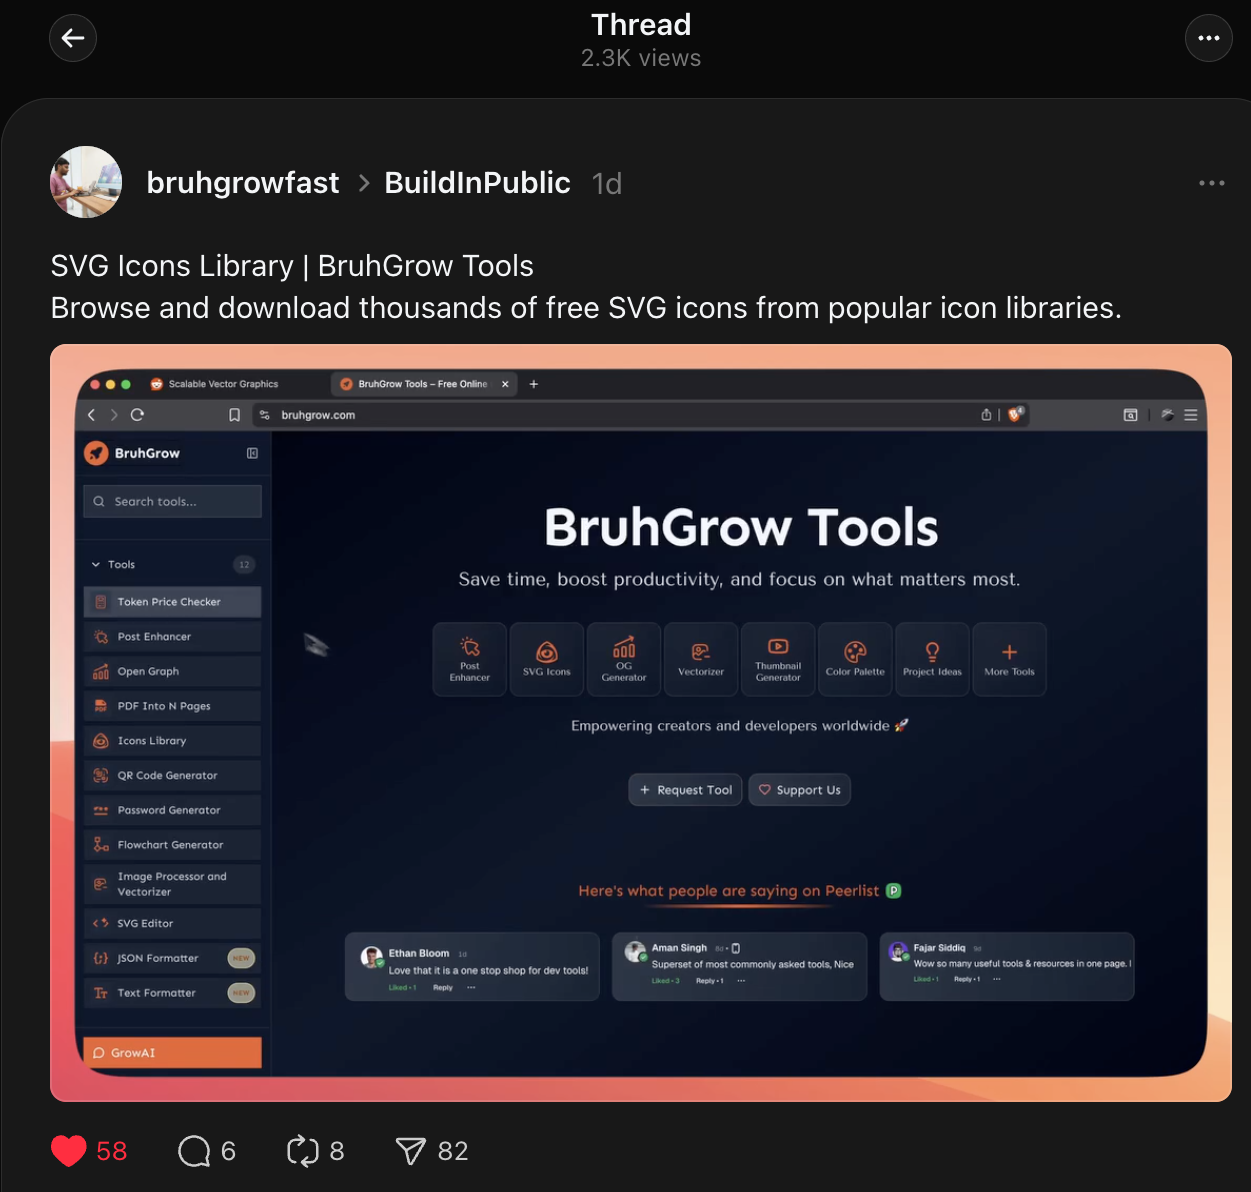 Thread
2.3K views
bruhgrowfast > BuildInPublic 1d
SVG Icons Library | BruhGrow Tools
Browse and download thousands of free SVG icons from popular icon libraries.
Scalable Vector Graphics
BruhGrow Tools – Free Online
bruhgrow.com
BruhGrow
Search tools...
Tools 12
Token Price Checker
Post Enhancer
Open Graph
PDF Into N Pages
Icons Library
QR Code Generator
Password Generator
Flowchart Generator
Image Processor and
Vectorizer
SVG Editor
JSON Formatter NEW
Text Formatter NEW
GrowAI
BruhGrow Tools
Save time, boost productivity, and focus on what matters most.
Post
Enhancer
SVG Icons
OG
Generator
Vectorizer
Thumbnail
Generator
Color Palette
Project Ideas
More Tools
Empowering creators and developers worldwide 🚀
+ Request Tool
Support Us
Here's what people are saying on Peerlist P
Ethan Bloom 1d
Love that it is a one stop shop for dev tools!
Liked • 1 Reply ...
Aman Singh 8d •
Superset of most commonly asked tools, Nice
Liked • 3 Reply • 1 ...
Fajar Siddiq 9d
Wow so many useful tools & resources in one page. I
Liked • 1 Reply • 1 ...
58 6 8 82